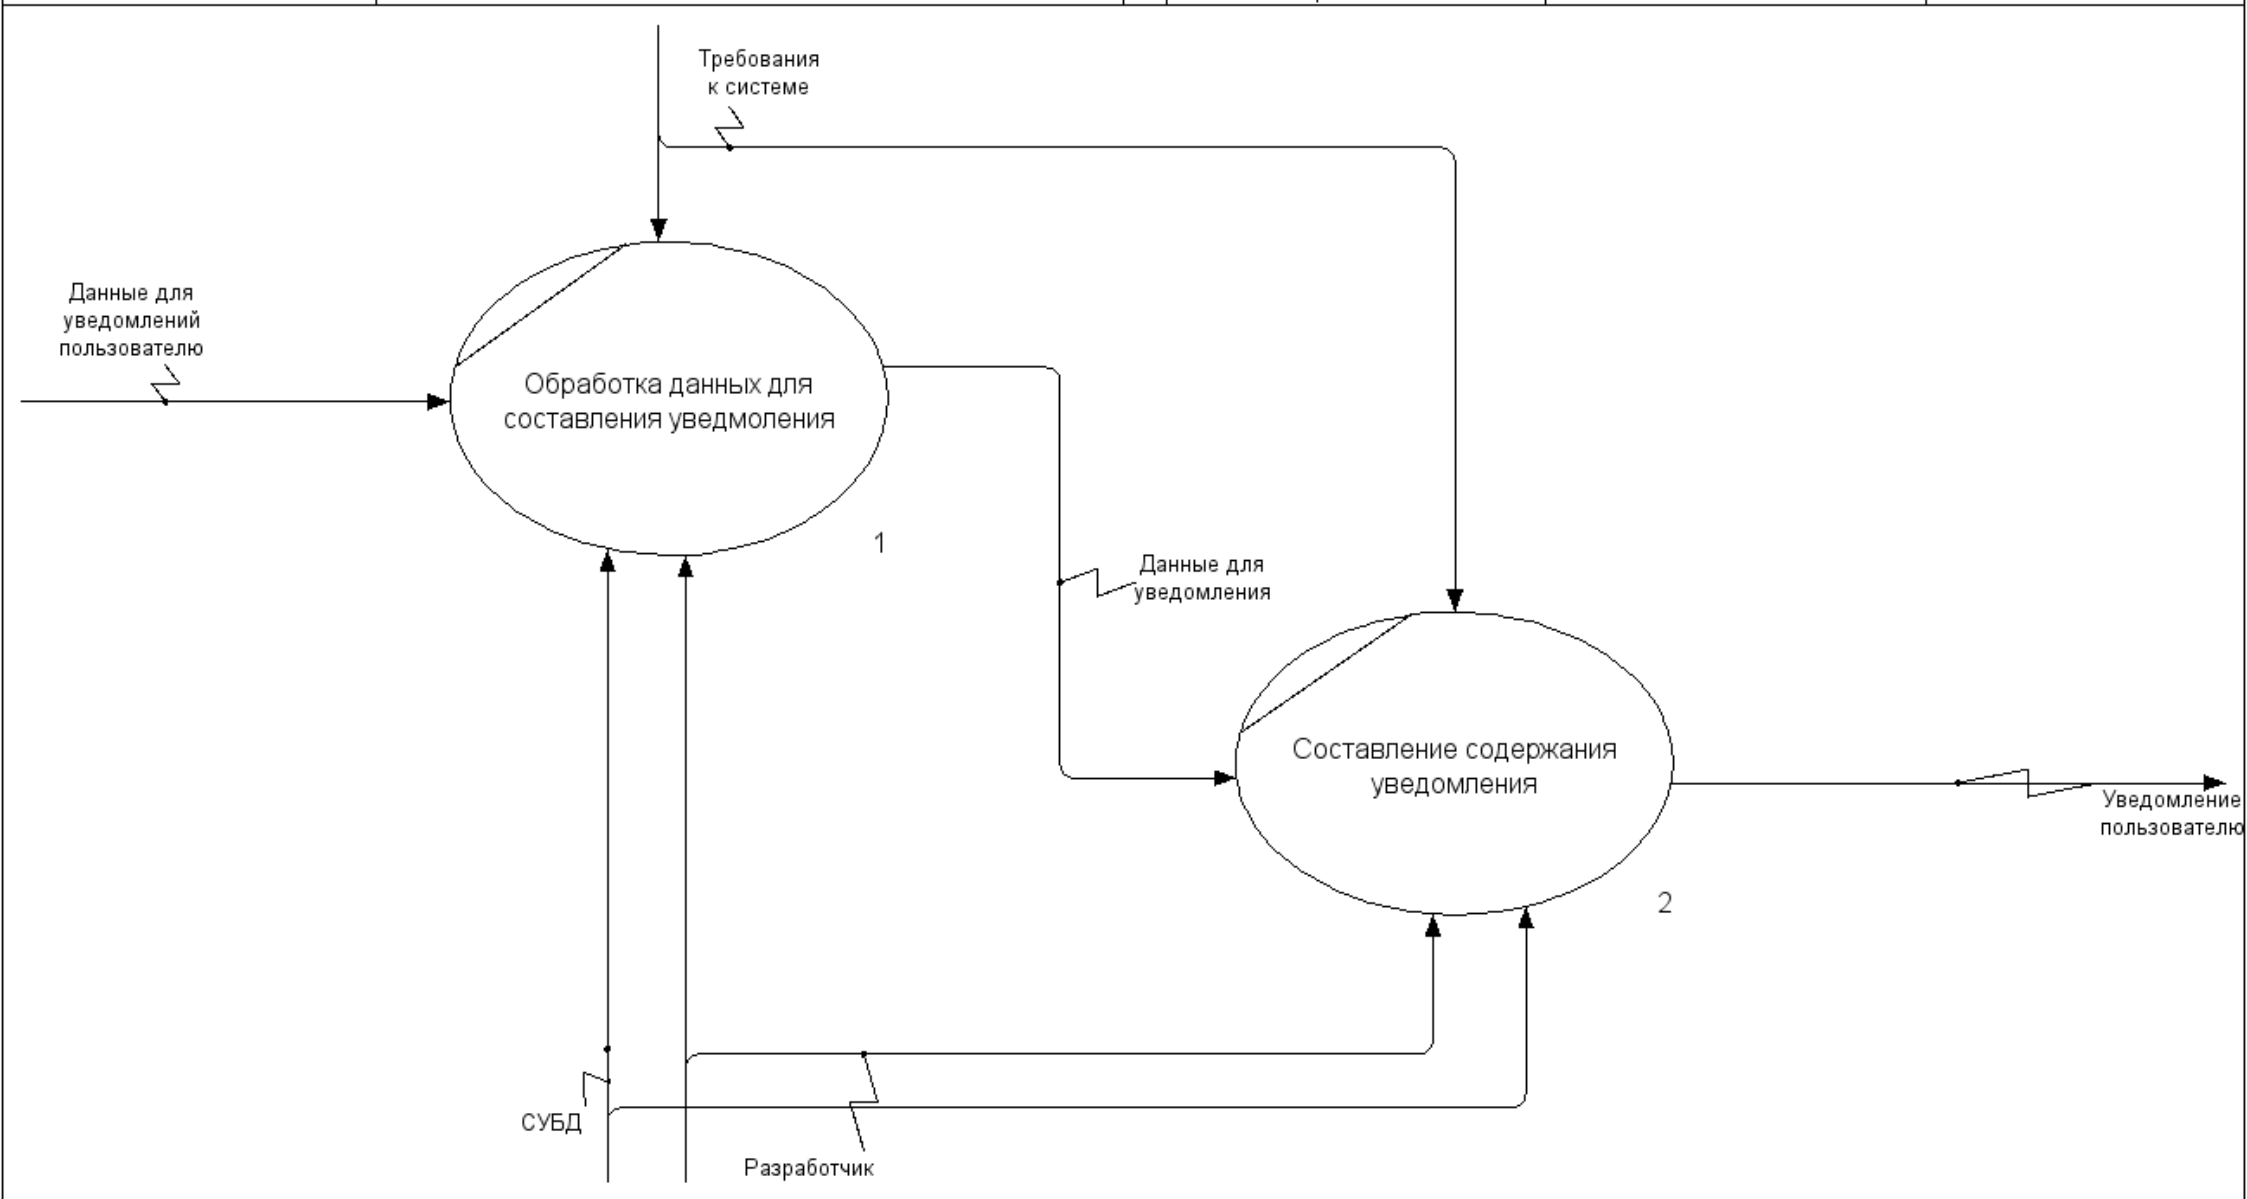 Требования
к системе
Данные для
уведомлений
пользователю
Обработка данных для
составления уведмоления
1
Данные для
уведомления
Составление содержания
уведомления
Уведомление
пользователю
2
СУБД
Разработчик